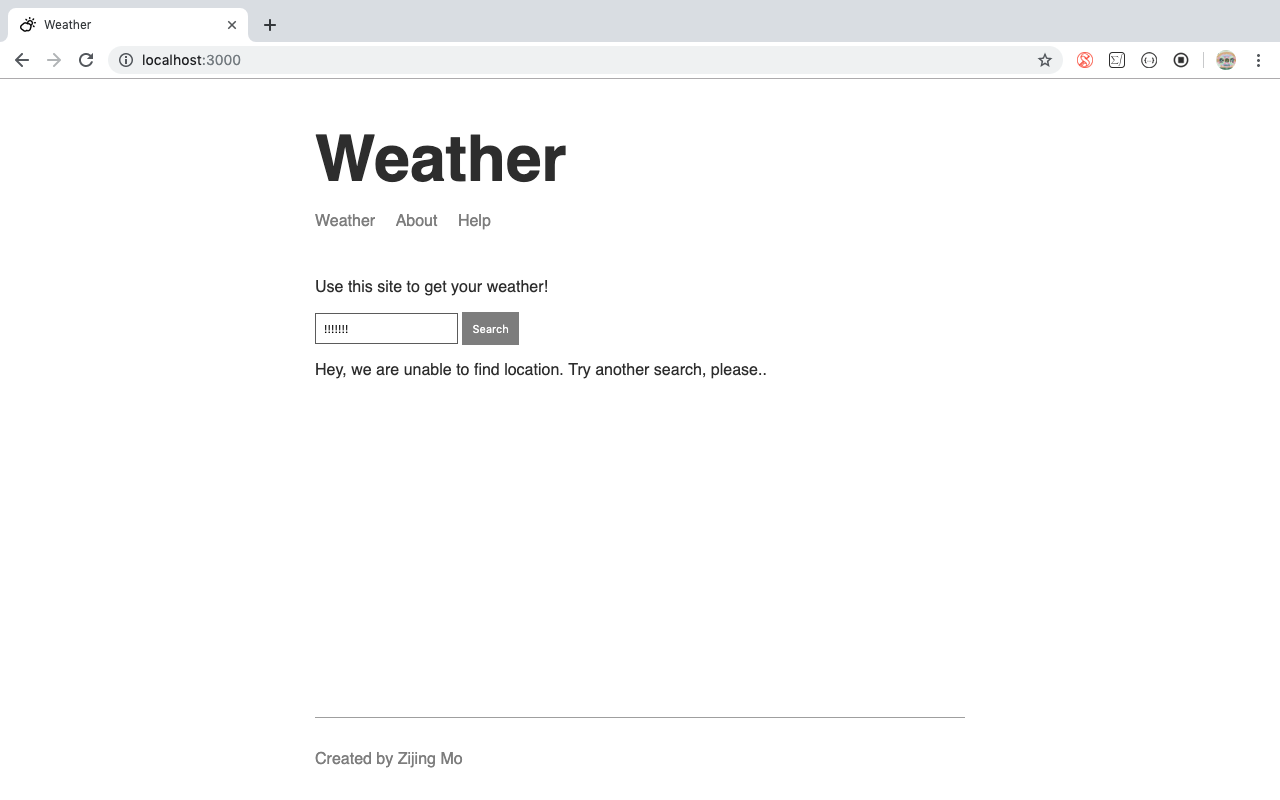 Weather
localhost:3000
Weather
Weather About Help
Use this site to get your weather!
!!!!!!! Search
Hey, we are unable to find location. Try another search, please..
Created by Zijing Mo